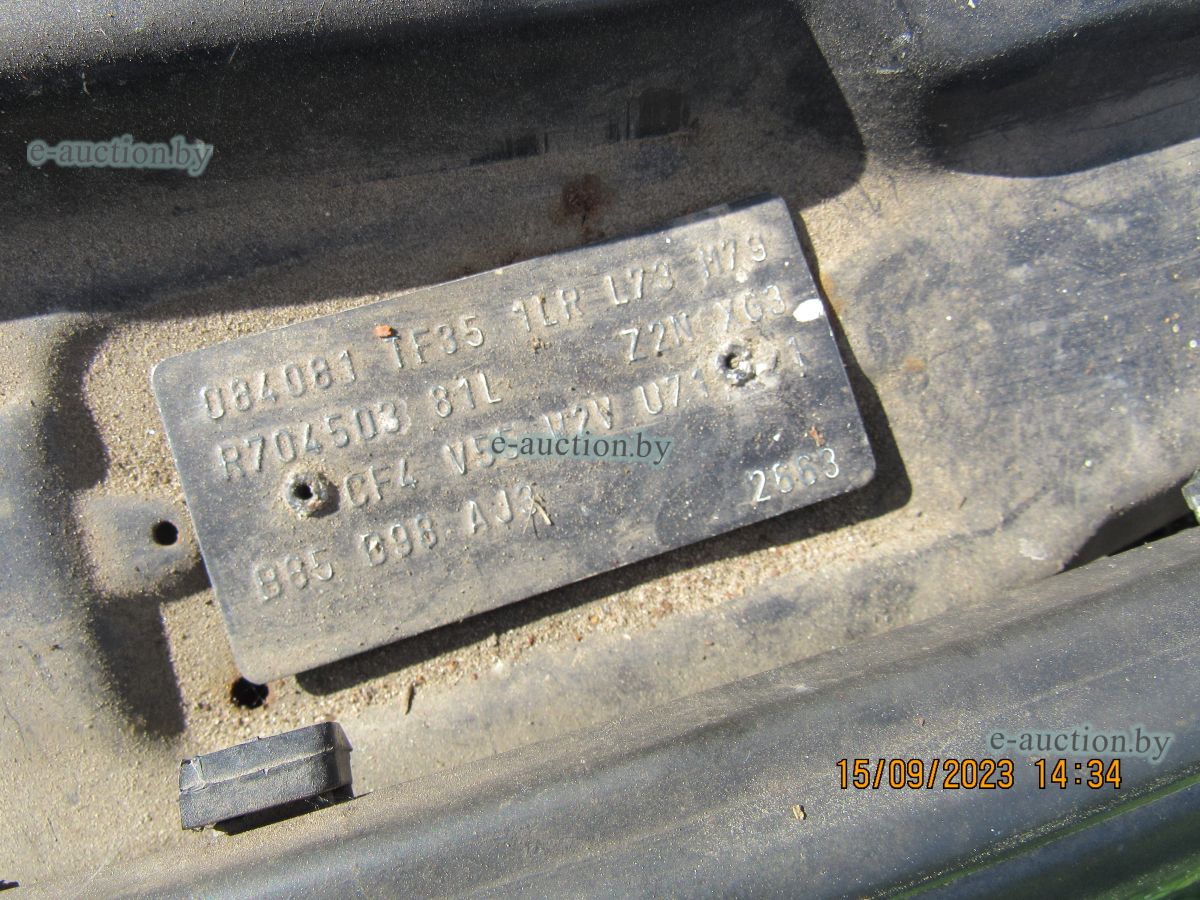 e-auction.by
084081 TF35 1LR L73 M79
R704503 81L Z2N XG3
CF4 V55 U71
e-auction.by
B85 B98 AJ3 2663
e-auction.by
15/09/2023 14:34